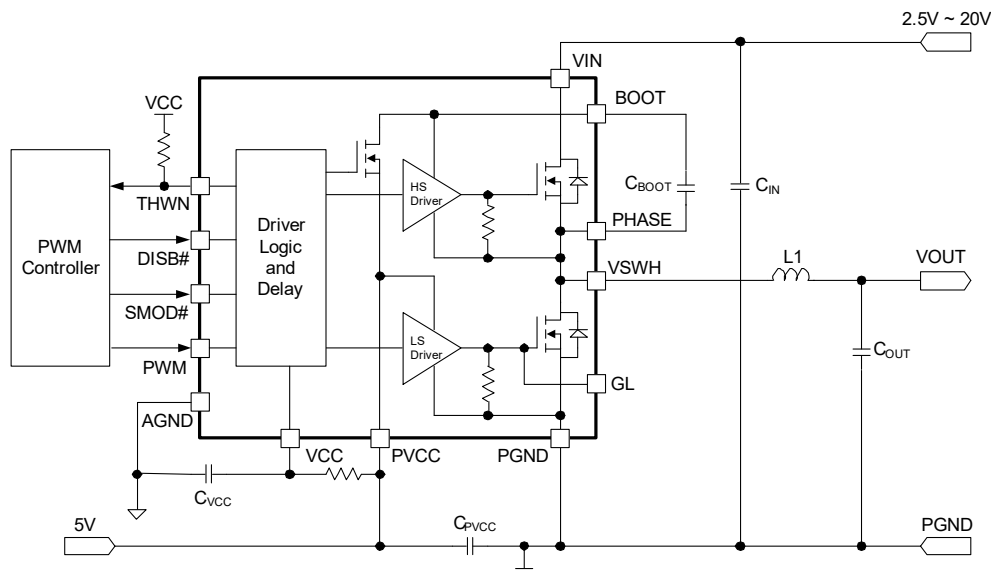 2.5V ~ 20V
VIN
BOOT
VCC
THWN
HS
Driver
CBOOT
CIN
PWM
Controller
DISB#
Driver
Logic
and
Delay
PHASE
VSWH
L1
VOUT
SMOD#
LS
Driver
PWM
COUT
GL
AGND
VCC
PVCC
PGND
CVCC
5V
CPVCC
PGND